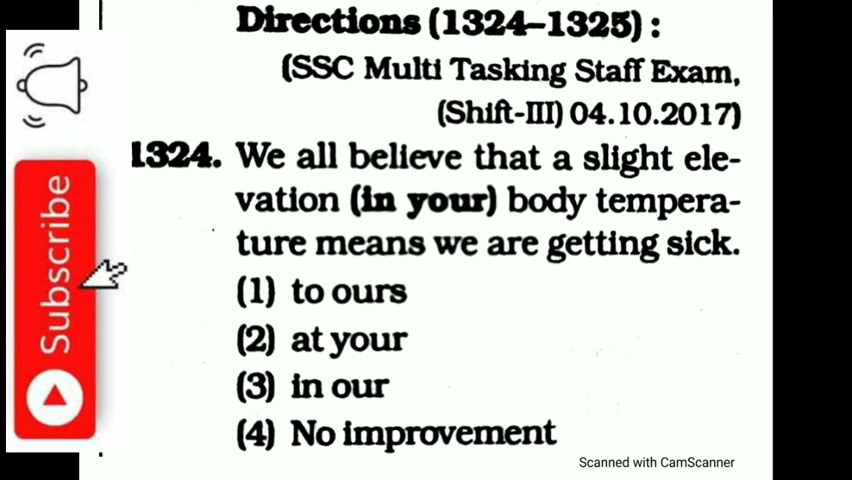 Directions (1324–1325) :
(SSC Multi Tasking Staff Exam,
(Shift-III) 04.10.2017)
1324. We all believe that a slight ele-
vation (in your) body tempera-
ture means we are getting sick.
(1) to ours
(2) at your
(3) in our
(4) No improvement
Subscribe
Scanned with CamScanner